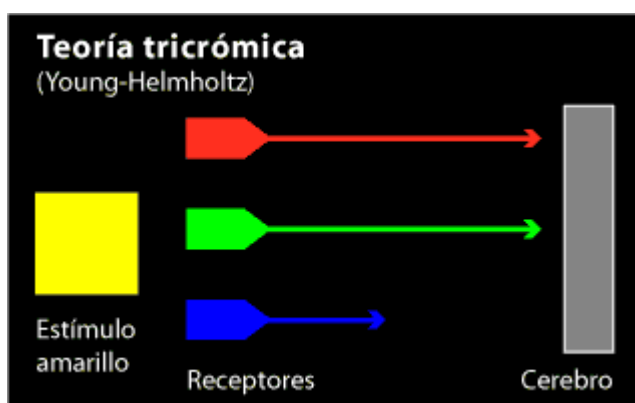 Teoría tricrómica
(Young-Helmholtz)
Estímulo
amarillo
Receptores
Cerebro